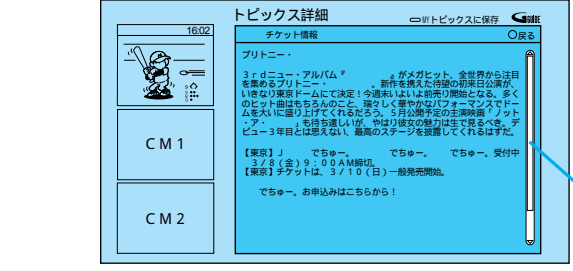 トピックス詳細
MYトピックスに保存
GGUIDE
16:02
チケット情報
戻る
ブリトニー・
3rdニュー・アルバム『 』がメガヒット、全世界から注目
を集めるブリトニー・ 。新作を携えた待望の初来日公演が、
いきなり東京ドームにて決定!今週末いよいよ前売り開始となる。多く
のヒット曲はもちろんのこと、瑞々しく華やかなパフォーマンスでドー
ムを大いに盛り上げてくれるだろう。5月公開予定の主演映画「ノット
・ア・ 」も待ち遠しいが、やはり彼女の魅力は生で見るべき。デ
ビュー3年目とは思えない、最高のステージを披露してくれるはずだ。
【東京】J でちゅー。 でちゅー。 でちゅー。受付中
3/8(金)9:00AM締切。
【東京】チケットは、3/10(日)一般発売開始。
でちゅー。お申込みはこちらから!
CM1
CM2